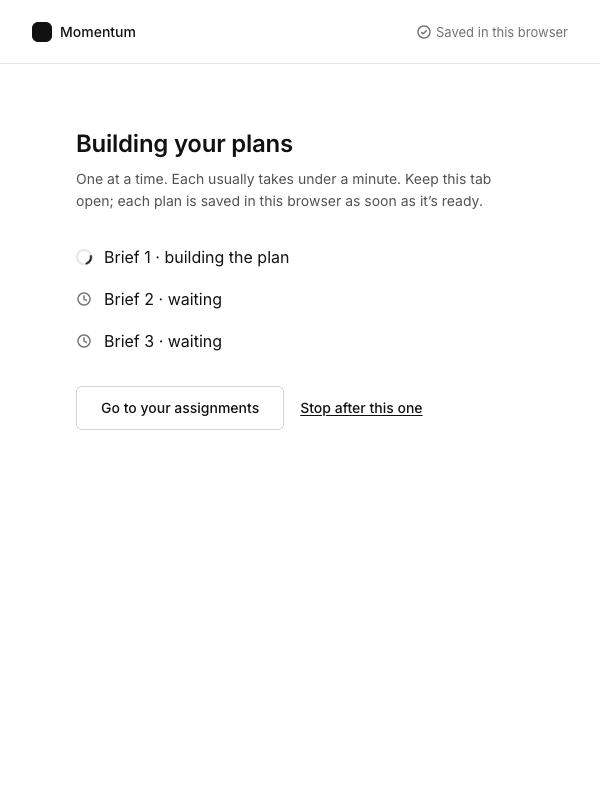 Momentum
Saved in this browser
Building your plans
One at a time. Each usually takes under a minute. Keep this tab
open; each plan is saved in this browser as soon as it’s ready.
Brief 1 · building the plan
Brief 2 · waiting
Brief 3 · waiting
Go to your assignments
Stop after this one